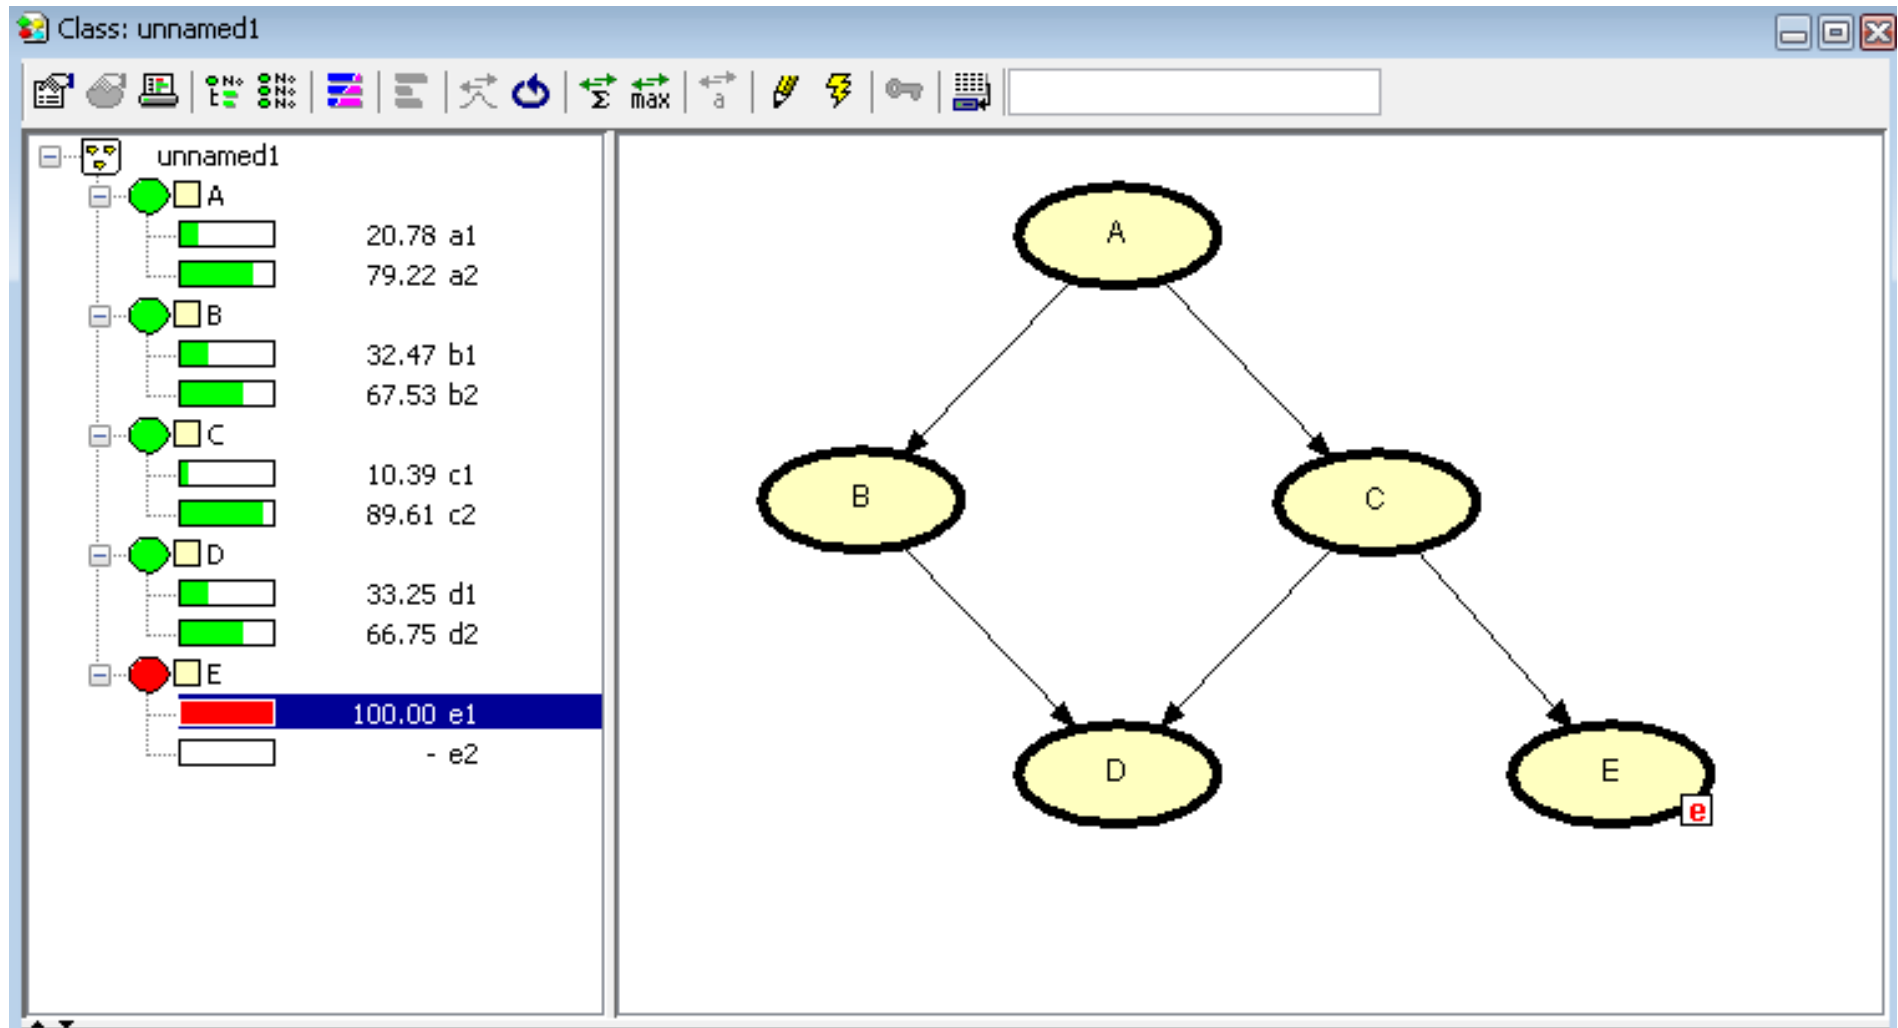 Class: unnamed1
Σ max a
unnamed1
A
20.78 a1
79.22 a2
B
32.47 b1
67.53 b2
C
10.39 c1
89.61 c2
D
33.25 d1
66.75 d2
E
100.00 e1
- e2
A
B
C
D
E
e